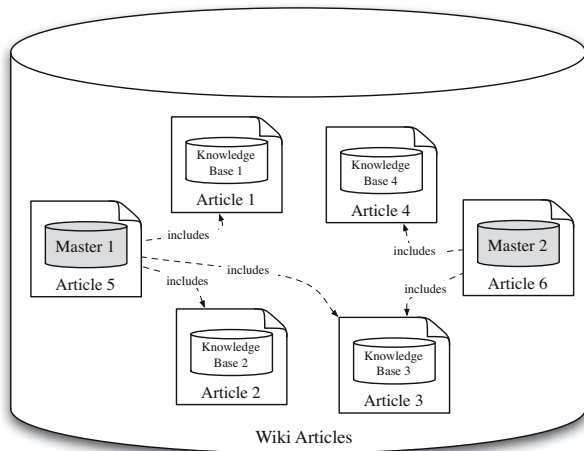 Knowledge
Base 1
Article 1
Knowledge
Base 4
Article 4
Master 1
Article 5
includes
includes
includes
includes
includes
Master 2
Article 6
Knowledge
Base 2
Article 2
Knowledge
Base 3
Article 3
Wiki Articles